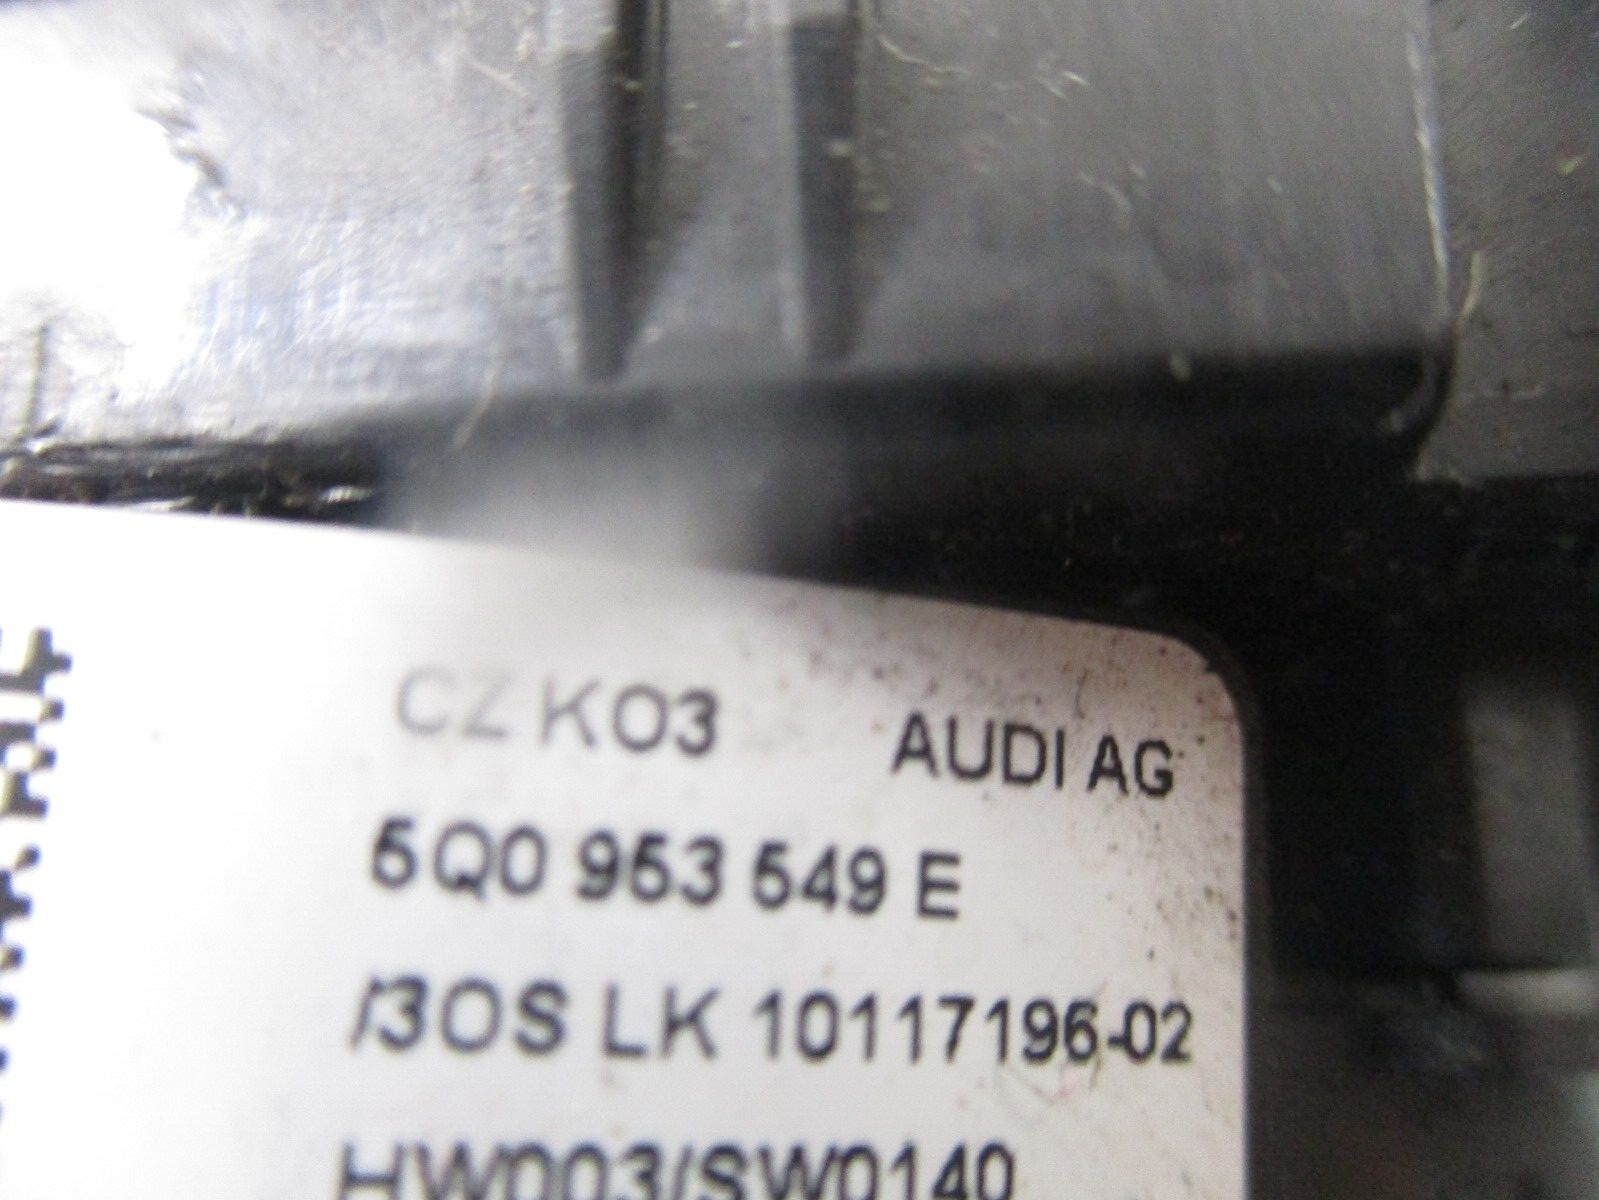 CZ K03 AUDI AG
5Q0 953 549 E
/3OS LK 10117196-02
HW003/SW0140